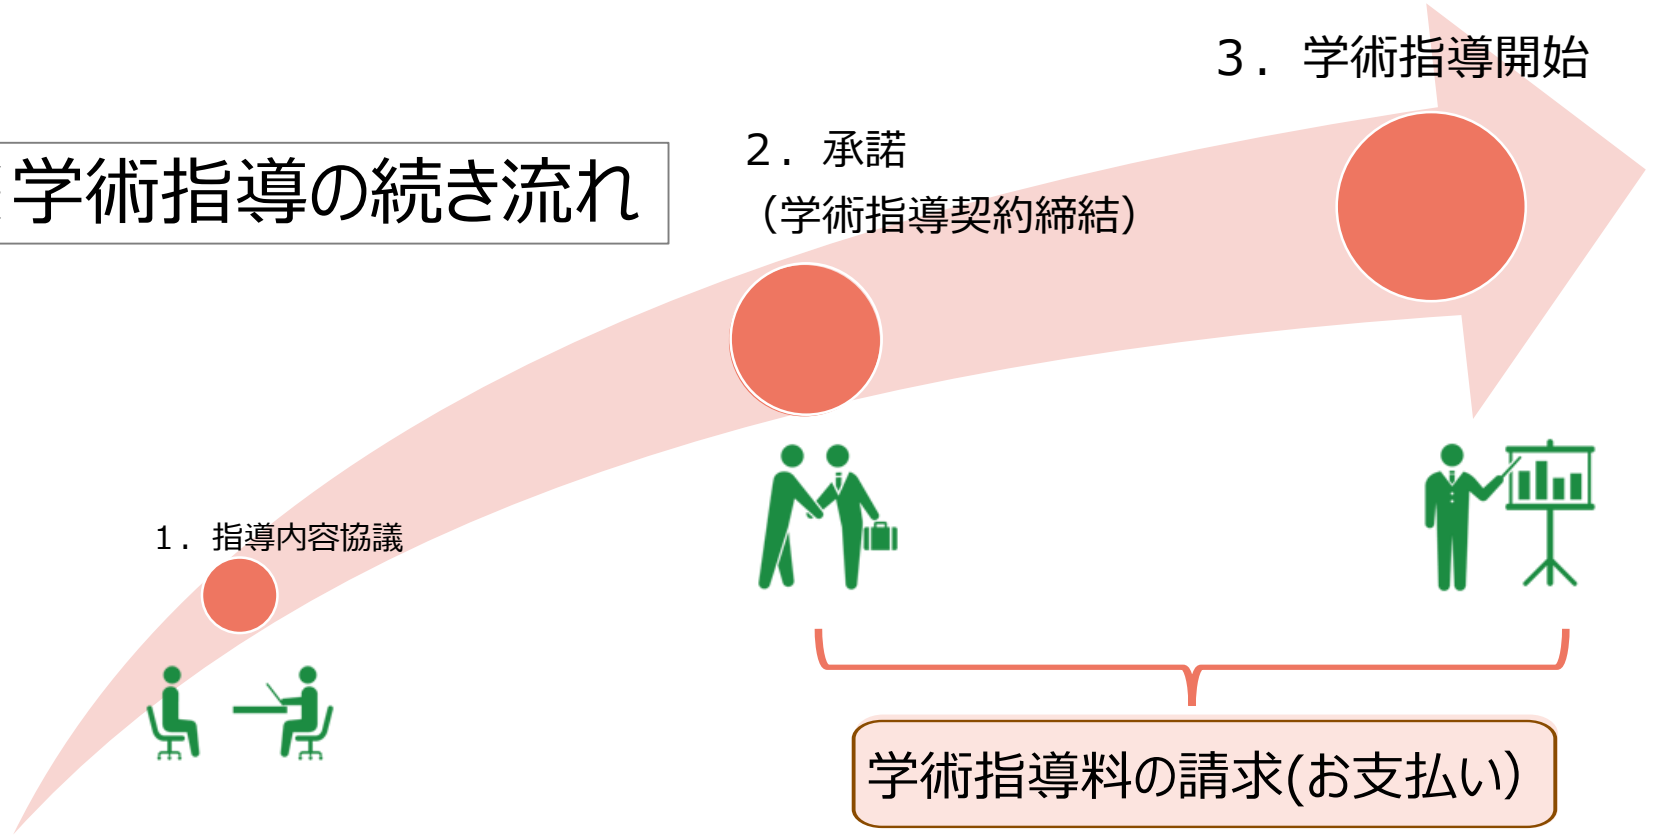 学術指導の続き流れ
1. 指導内容協議
2. 承諾
（学術指導契約締結）
3. 学術指導開始
学術指導料の請求(お支払い）